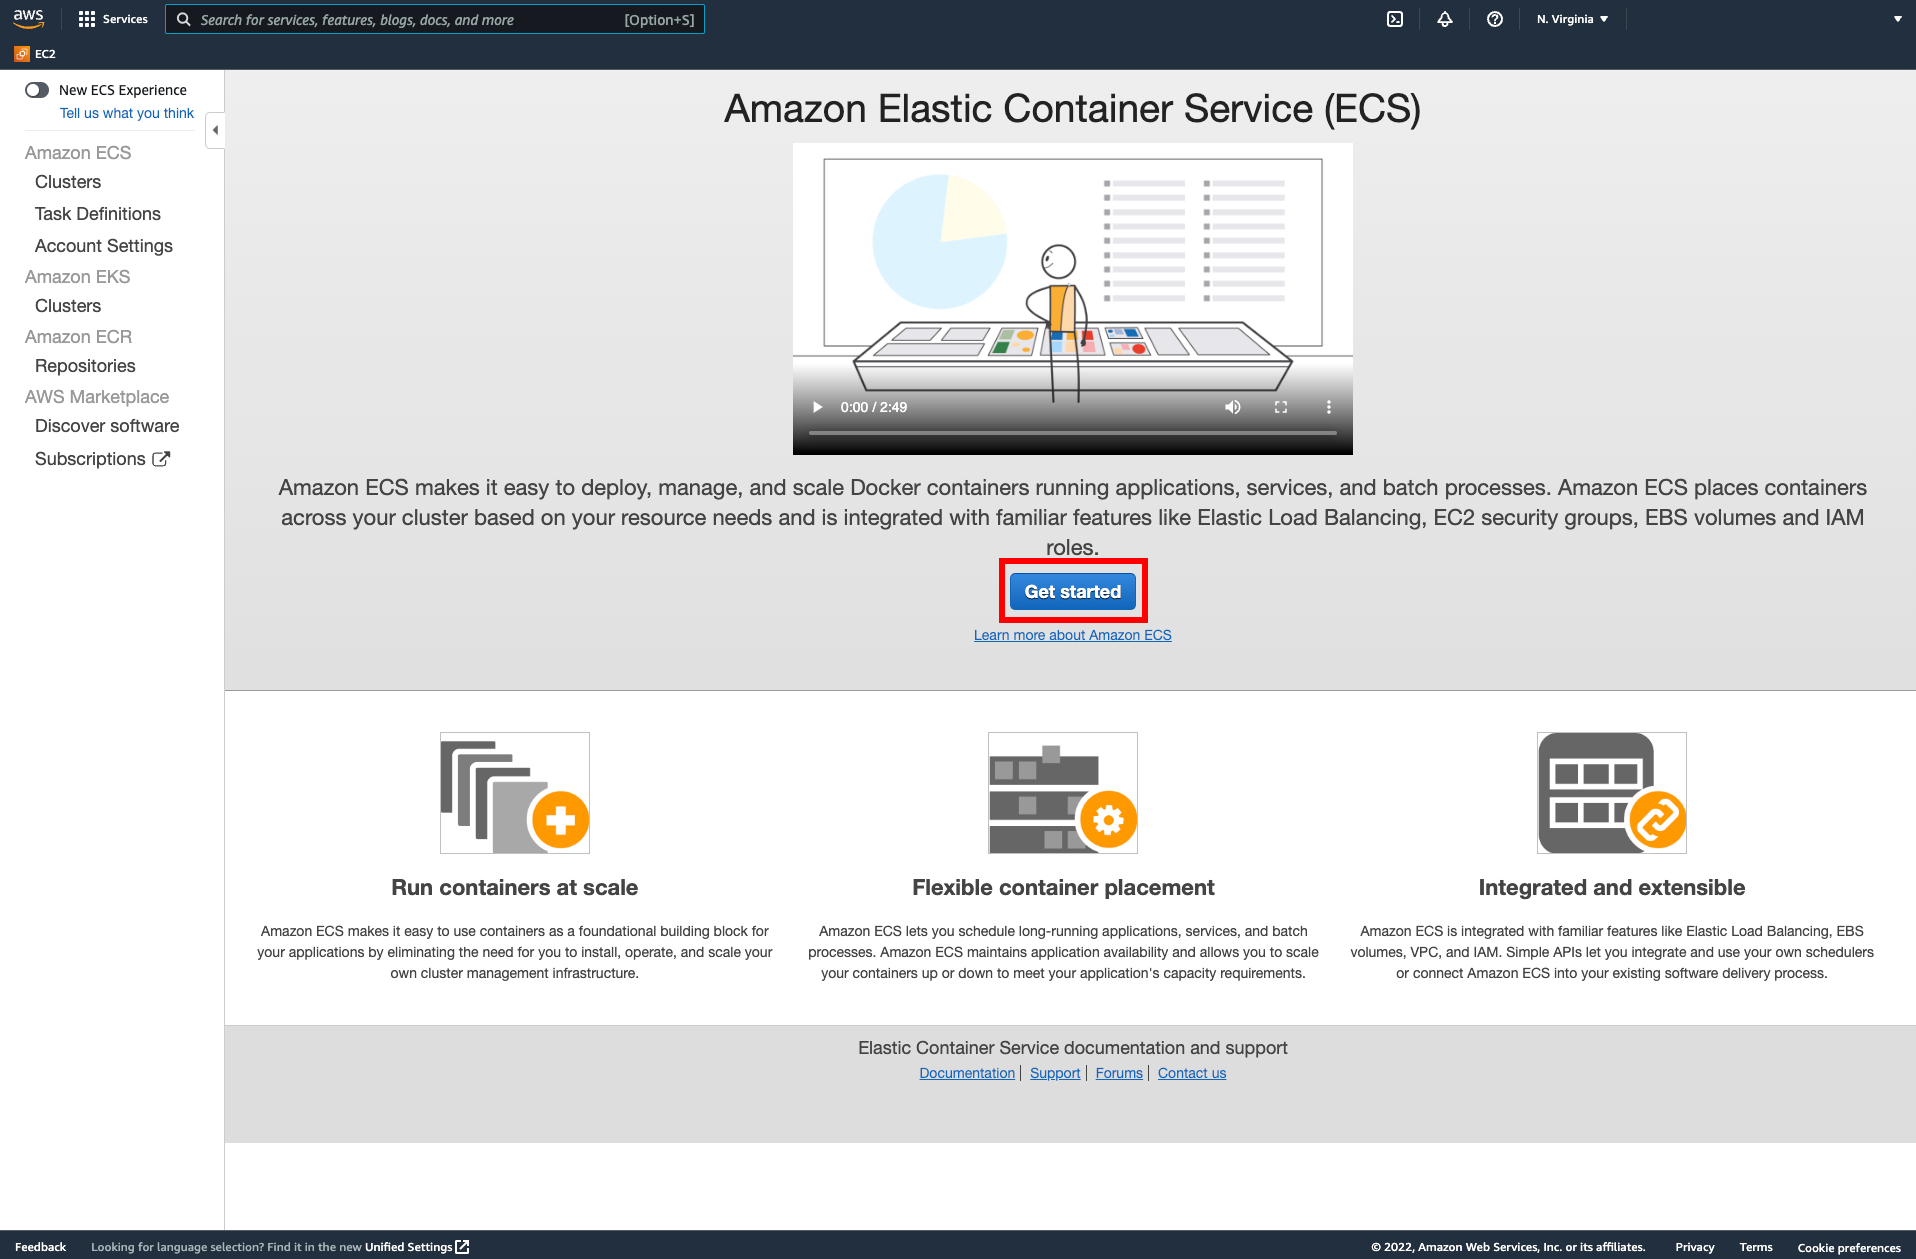 aws
Services
Search for services, features, blogs, docs, and more
[Option+S]
N. Virginia
EC2
New ECS Experience
Tell us what you think
Amazon ECS
Clusters
Task Definitions
Account Settings
Amazon EKS
Clusters
Amazon ECR
Repositories
AWS Marketplace
Discover software
Subscriptions
Amazon Elastic Container Service (ECS)
0:00 / 2:49
Amazon ECS makes it easy to deploy, manage, and scale Docker containers running applications, services, and batch processes. Amazon ECS places containers
across your cluster based on your resource needs and is integrated with familiar features like Elastic Load Balancing, EC2 security groups, EBS volumes and IAM
roles.
Get started
Learn more about Amazon ECS
Run containers at scale
Amazon ECS makes it easy to use containers as a foundational building block for
your applications by eliminating the need for you to install, operate, and scale your
own cluster management infrastructure.
Flexible container placement
Amazon ECS lets you schedule long-running applications, services, and batch
processes. Amazon ECS maintains application availability and allows you to scale
your containers up or down to meet your application's capacity requirements.
Integrated and extensible
Amazon ECS is integrated with familiar features like Elastic Load Balancing, EBS
volumes, VPC, and IAM. Simple APIs let you integrate and use your own schedulers
or connect Amazon ECS into your existing software delivery process.
Elastic Container Service documentation and support
Documentation | Support | Forums | Contact us
Feedback
Looking for language selection? Find it in the new Unified Settings
© 2022, Amazon Web Services, Inc. or its affiliates.
Privacy
Terms
Cookie preferences